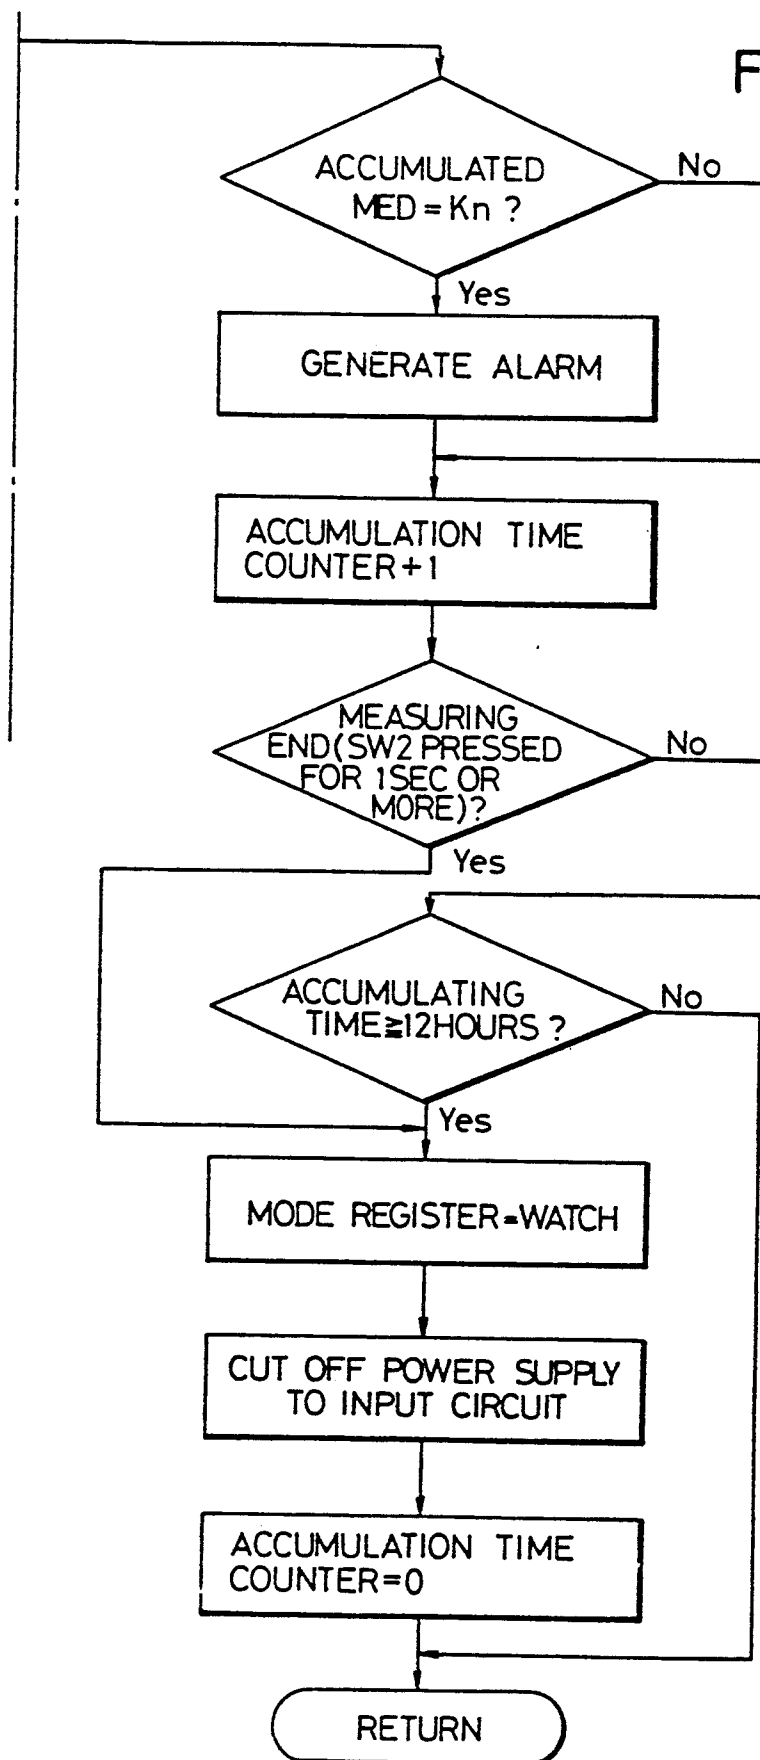 F
ACCUMULATED
MED=Kn ?
No
Yes
GENERATE ALARM
ACCUMULATION TIME
COUNTER+1
MEASURING
END(SW2 PRESSED
FOR 1SEC OR
MORE)?
No
Yes
ACCUMULATING
TIME≧12HOURS ?
No
Yes
MODE REGISTER=WATCH
CUT OFF POWER SUPPLY
TO INPUT CIRCUIT
ACCUMULATION TIME
COUNTER=0
RETURN